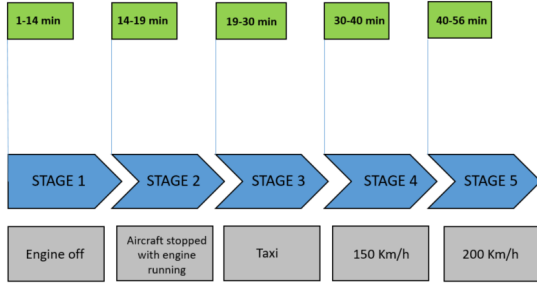 1-14 min
14-19 min
19-30 min
30-40 min
40-56 min
STAGE 1
STAGE 2
STAGE 3
STAGE 4
STAGE 5
Engine off
Aircraft stopped
with engine
running
Taxi
150 Km/h
200 Km/h